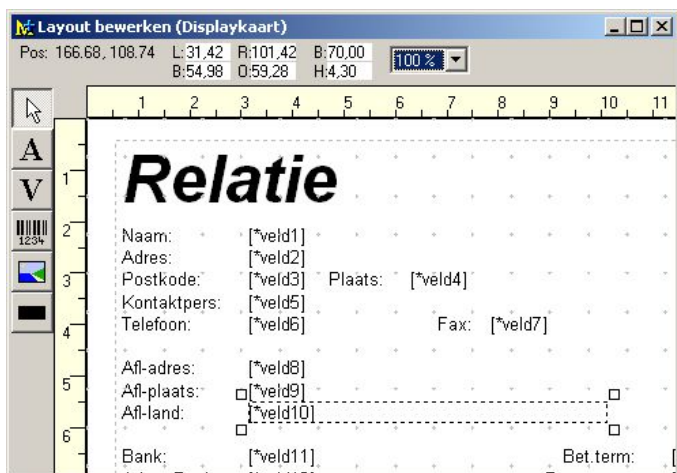 Layout bewerken (Displaykaart)
Pos: 166.68, 108.74 L:31,42 R:101,42 B:70,00 100 %
B:54,98 O:59,28 H:4,30
1 2 3 4 5 6 7 8 9 10 11
A
V
1234
1
2
3
4
5
6
Relatie
Naam: [*veld1]
Adres: [*veld2]
Postkode: [*veld3] Plaats: [*veld4]
Kontaktpers: [*veld5]
Telefoon: [*veld6] Fax: [*veld7]
Afl-adres: [*veld8]
Afl-plaats: [*veld9]
Afl-land: [*veld10]
Bank: [*veld11] Bet.term: [